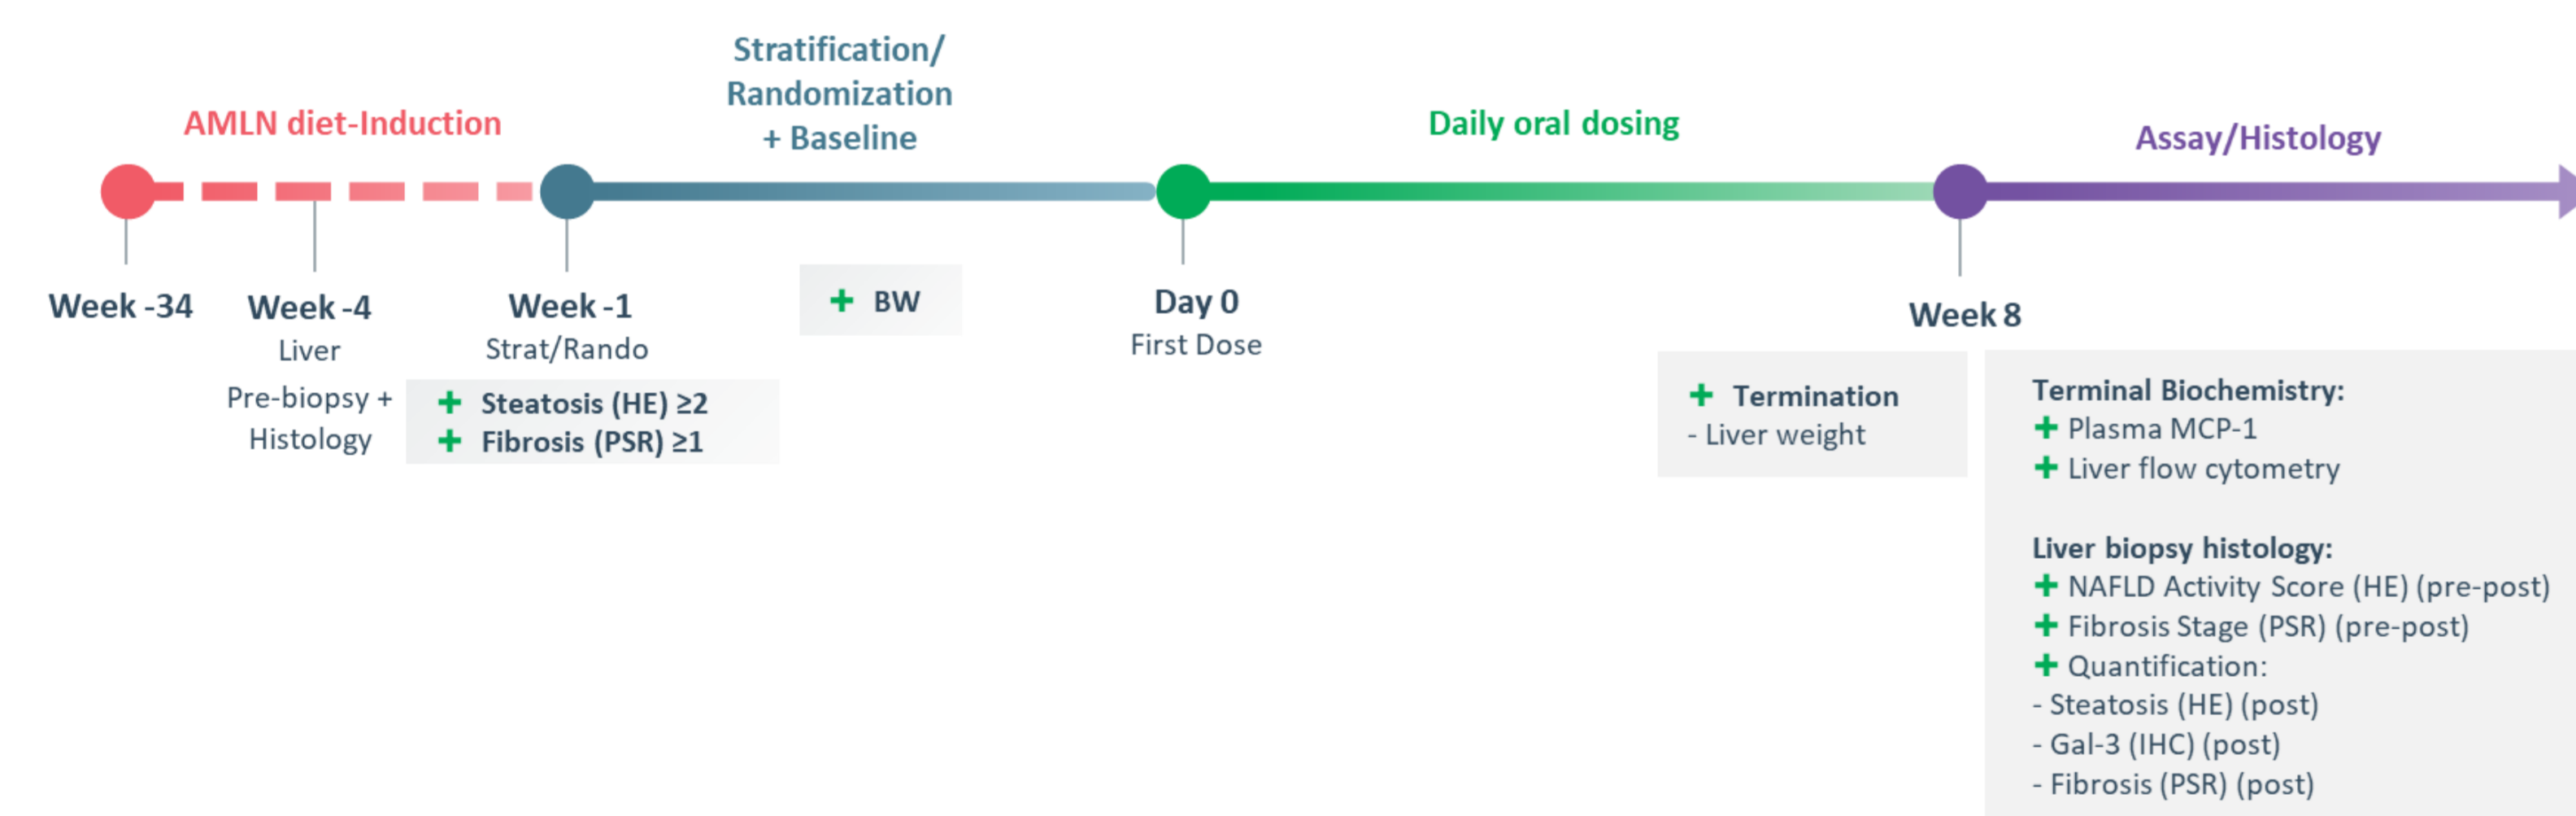 AMLN diet-Induction
Stratification/
Randomization
+ Baseline
Daily oral dosing
Assay/Histology
Week -34
Week -4
Liver
Pre-biopsy +
Histology
Week -1
Strat/Rando
+ Steatosis (HE) ≥2
+ Fibrosis (PSR) ≥1
+ BW
Day 0
First Dose
Week 8
+ Termination
- Liver weight
Terminal Biochemistry:
+ Plasma MCP-1
+ Liver flow cytometry
Liver biopsy histology:
+ NAFLD Activity Score (HE) (pre-post)
+ Fibrosis Stage (PSR) (pre-post)
+ Quantification:
- Steatosis (HE) (post)
- Gal-3 (IHC) (post)
- Fibrosis (PSR) (post)